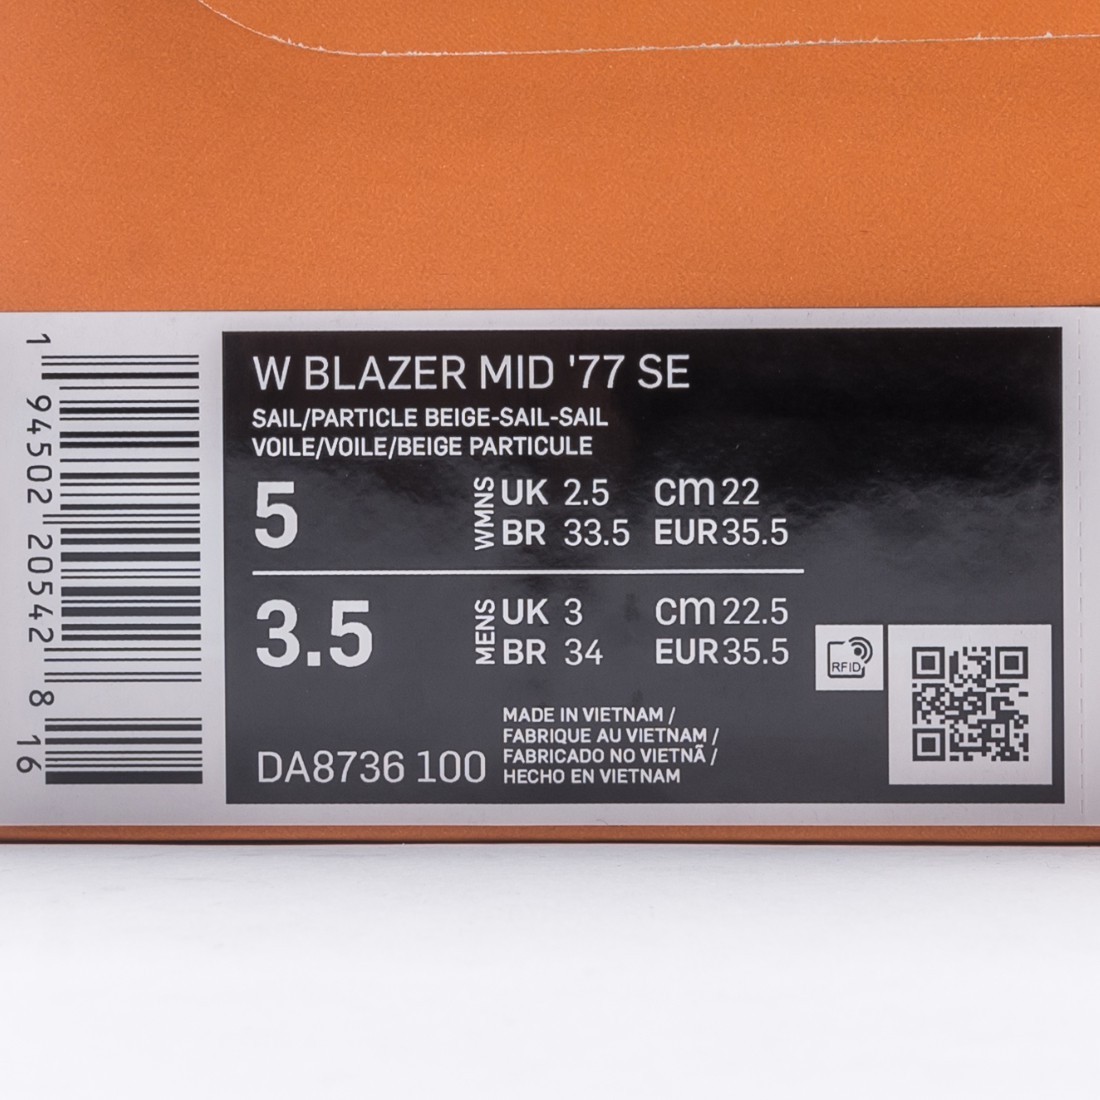 1 94502 20542 8 16
W BLAZER MID '77 SE
SAIL/PARTICLE BEIGE-SAIL-SAIL
VOILE/VOILE/BEIGE PARTICULE
5 WMNS UK 2.5 cm 22
BR 33.5 EUR 35.5
3.5 MENS UK 3 cm 22.5
BR 34 EUR 35.5
RFID
MADE IN VIETNAM /
FABRIQUE AU VIETNAM /
FABRICADO NO VIETNÃ /
HECHO EN VIETNAM
DA8736 100